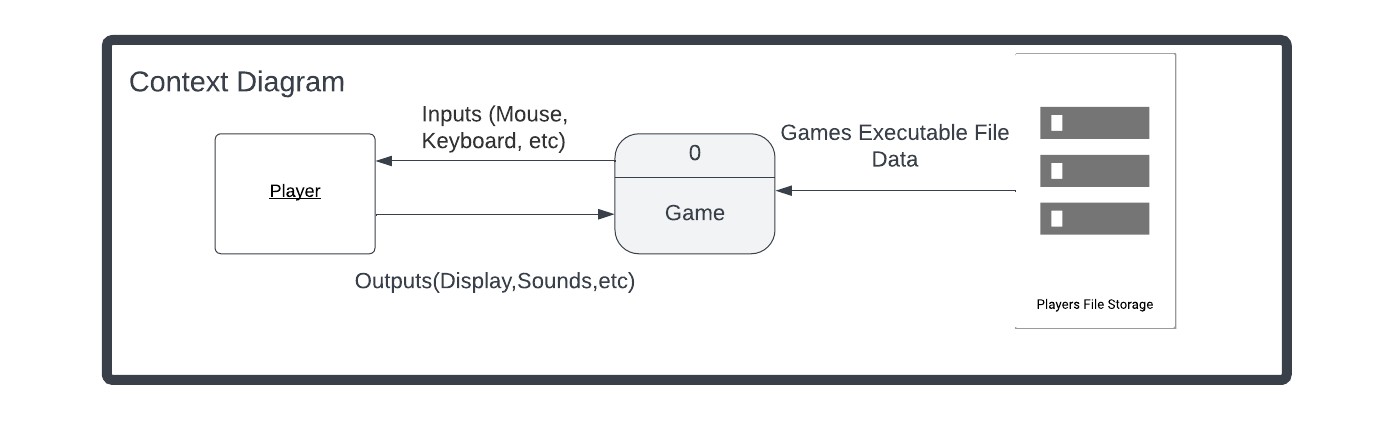 Context Diagram
Inputs (Mouse,
Keyboard, etc)
Player
0
Game
Games Executable File
Data
Outputs(Display,Sounds,etc)
Players File Storage